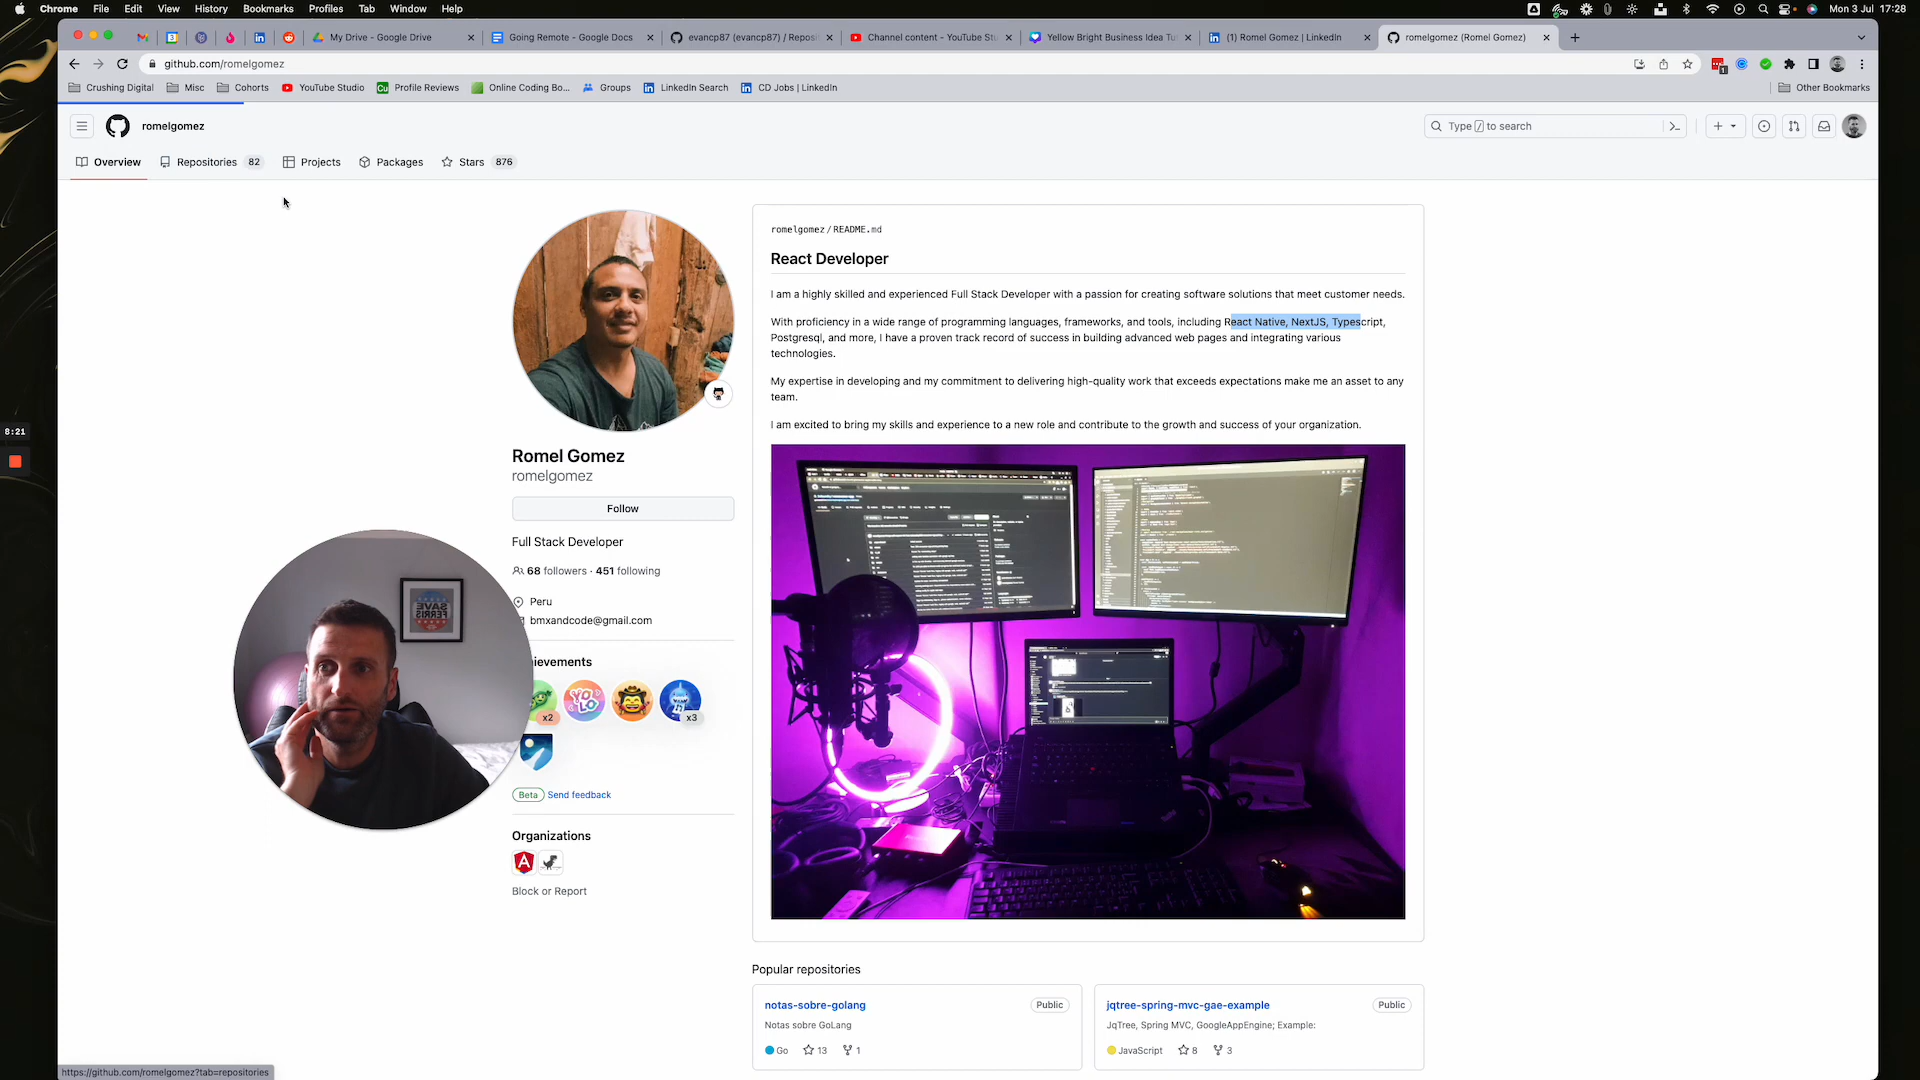 Chrome File Edit View History Bookmarks Profiles Tab Window Help Mon 3 Jul 17:28
My Drive - Google Drive
Going Remote - Google Docs
evancp87 (evancp87) / Reposi
Channel content - YouTube Stu
Yellow Bright Business Idea Tu
(1) Romel Gomez | LinkedIn
romelgomez (Romel Gomez)
github.com/romelgomez
1
Crushing Digital Misc Cohorts YouTube Studio Profile Reviews Online Coding Bo... Groups LinkedIn Search CD Jobs | LinkedIn Other Bookmarks
romelgomez
Type / to search
Overview Repositories 82 Projects Packages Stars 876
romelgomez / README.md
React Developer
I am a highly skilled and experienced Full Stack Developer with a passion for creating software solutions that meet customer needs.
With proficiency in a wide range of programming languages, frameworks, and tools, including React Native, NextJS, Typescript,
Postgresql, and more, I have a proven track record of success in building advanced web pages and integrating various
technologies.
My expertise in developing and my commitment to delivering high-quality work that exceeds expectations make me an asset to any
team.
I am excited to bring my skills and experience to a new role and contribute to the growth and success of your organization.
8:21
Romel Gomez
romelgomez
Follow
Full Stack Developer
68 followers · 451 following
Peru
bmxandcode@gmail.com
ievements
x2
YOLO
x3
Beta Send feedback
Organizations
Block or Report
SAVE
FERRIS
Popular repositories
notas-sobre-golang Public
Notas sobre GoLang
Go 13 1
jqtree-spring-mvc-gae-example Public
JqTree, Spring MVC, GoogleAppEngine; Example:
JavaScript 8 3
https://github.com/romelgomez?tab=repositories